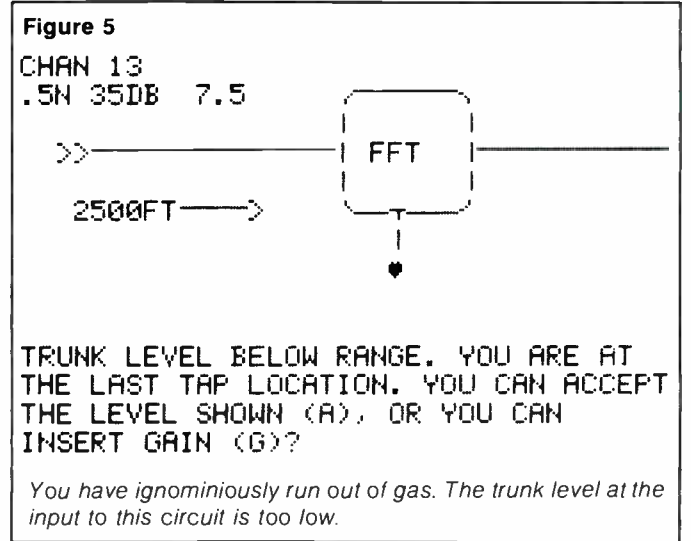 Figure 5
CHAN 13
.5N 35DB 7.5
>> FFT
2500FT
TRUNK LEVEL BELOW RANGE. YOU ARE AT
THE LAST TAP LOCATION. YOU CAN ACCEPT
THE LEVEL SHOWN (A), OR YOU CAN
INSERT GAIN (G)?
You have ignominiously run out of gas. The trunk level at the
input to this circuit is too low.